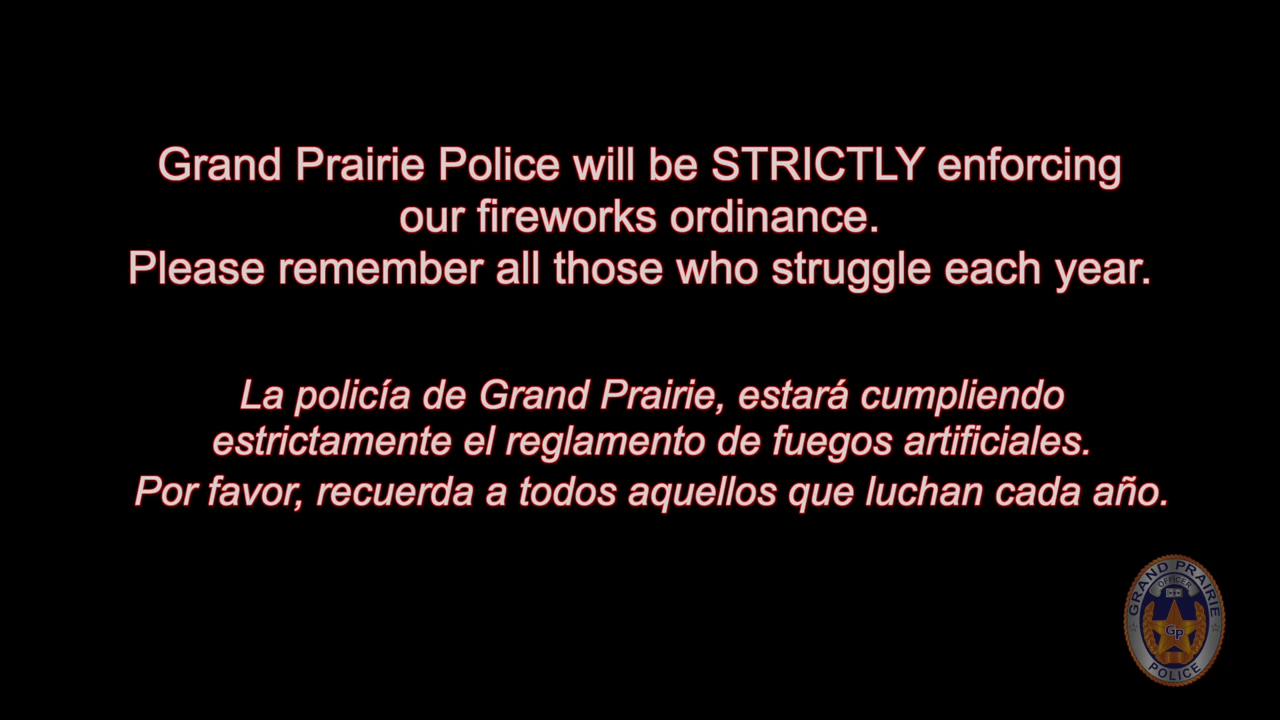 Grand Prairie Police will be STRICTLY enforcing
our fireworks ordinance.
Please remember all those who struggle each year.
La policía de Grand Prairie, estará cumpliendo
estrictamente el reglamento de fuegos artificiales.
Por favor, recuerda a todos aquellos que luchan cada año.
GRAND PRAIRIE
OFFICER
GP
POLICE